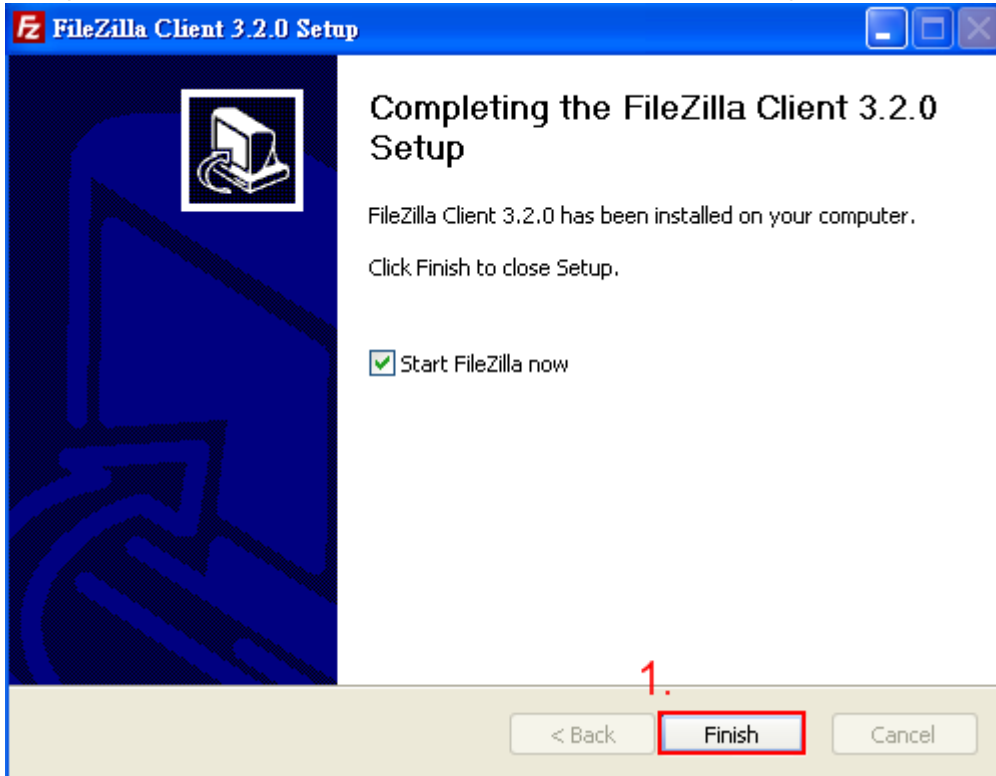 FileZilla Client 3.2.0 Setup
Completing the FileZilla Client 3.2.0
Setup
FileZilla Client 3.2.0 has been installed on your computer.
Click Finish to close Setup.
Start FileZilla now
1.
< Back Finish Cancel